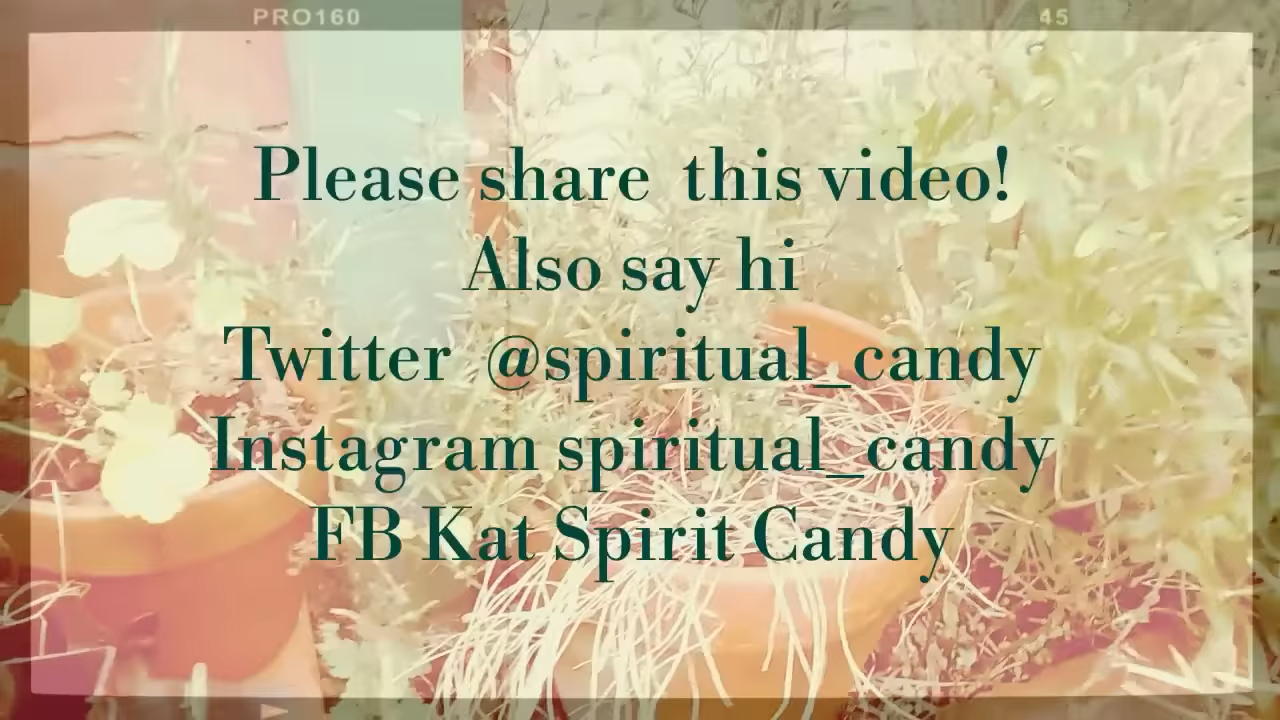 PRO160 45
Please share this video!
Also say hi
Twitter @spiritual_candy
Instagram spiritual_candy
FB Kat Spirit Candy